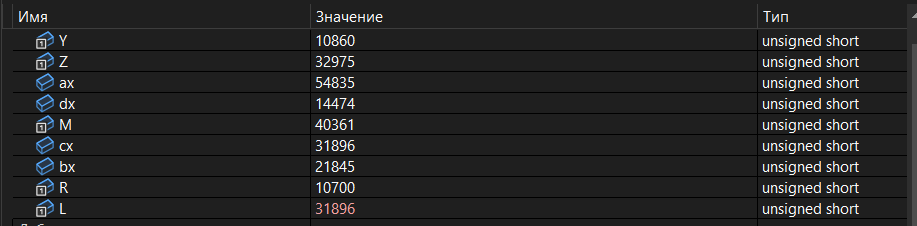 Имя Значение Тип
Y 10860 unsigned short
Z 32975 unsigned short
ax 54835 unsigned short
dx 14474 unsigned short
M 40361 unsigned short
cx 31896 unsigned short
bx 21845 unsigned short
R 10700 unsigned short
L 31896 unsigned short